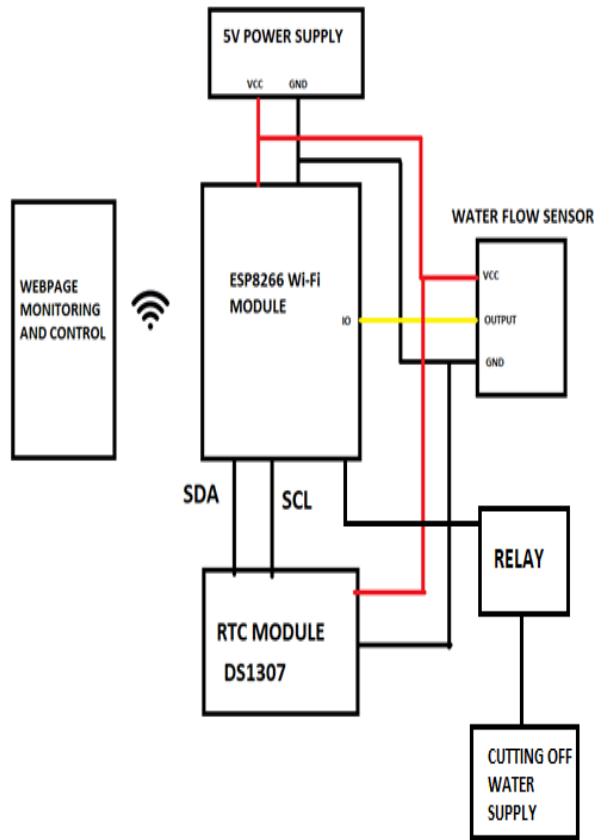 5V POWER SUPPLY
VCC GND
WEBPAGE
MONITORING
AND CONTROL
ESP8266 Wi-Fi
MODULE
IO
WATER FLOW SENSOR
VCC
OUTPUT
GND
SDA
SCL
RTC MODULE
DS1307
RELAY
CUTTING OFF
WATER
SUPPLY